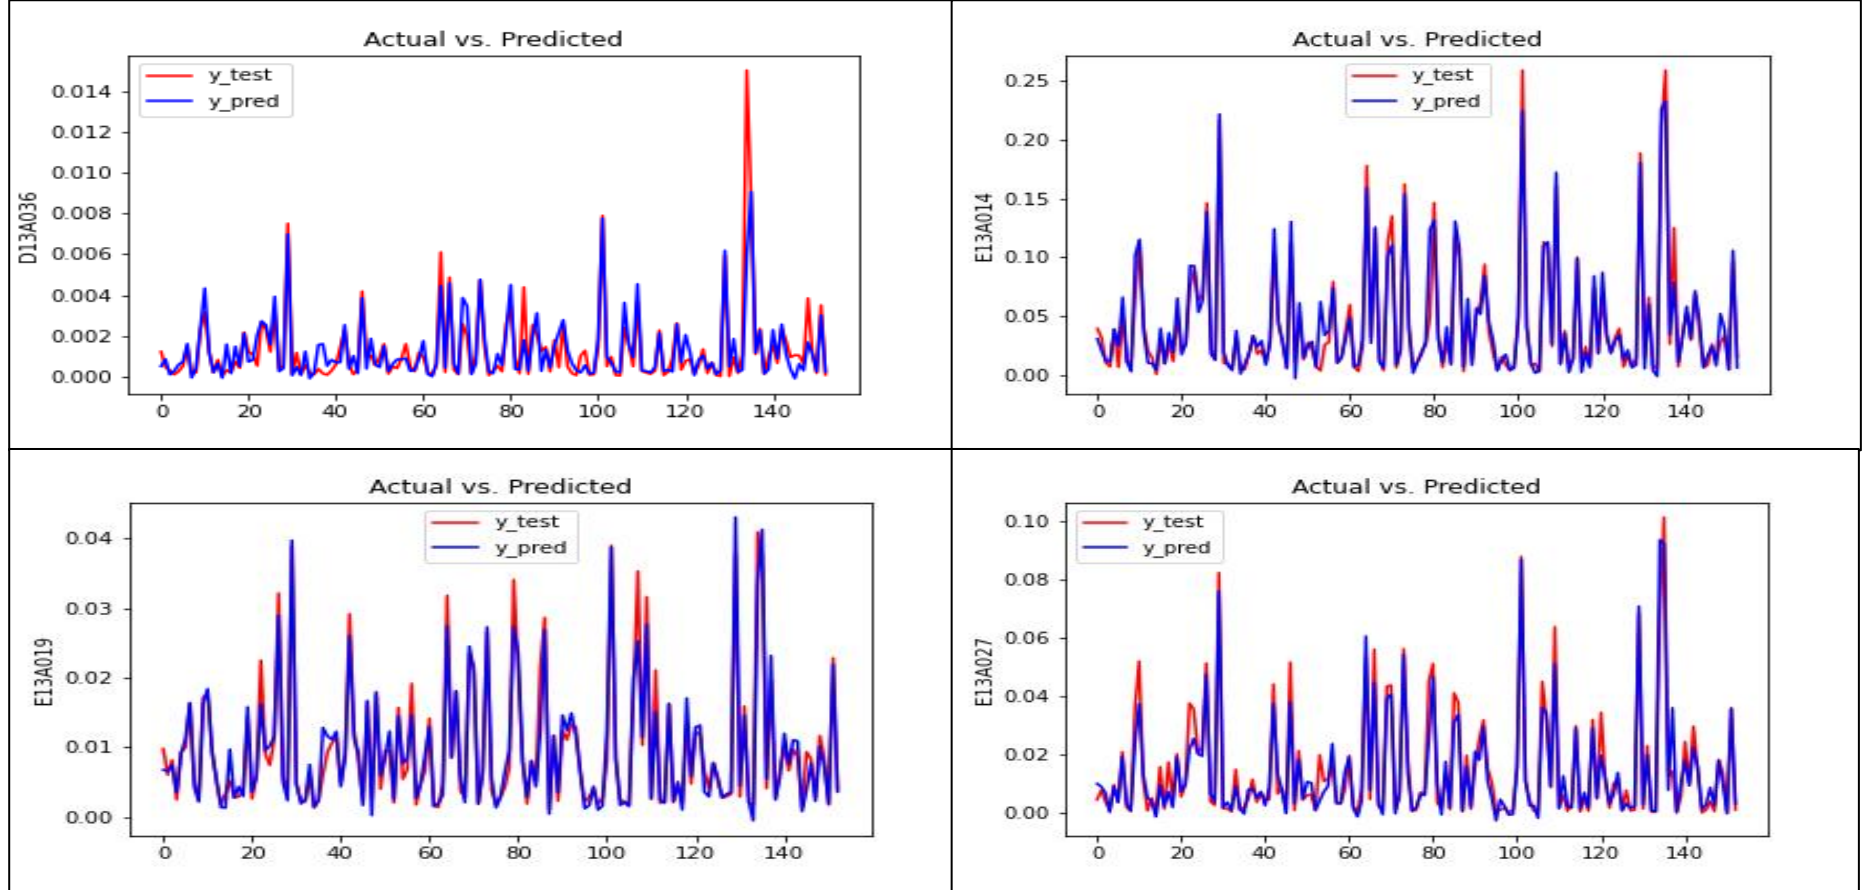 Actual vs. Predicted
y_test
y_pred
D13A036
0.014
0.012
0.010
0.008
0.006
0.004
0.002
0.000
0 20 40 60 80 100 120 140
Actual vs. Predicted
y_test
y_pred
E13A014
0.25
0.20
0.15
0.10
0.05
0.00
0 20 40 60 80 100 120 140
Actual vs. Predicted
y_test
y_pred
E13A019
0.04
0.03
0.02
0.01
0.00
0 20 40 60 80 100 120 140
Actual vs. Predicted
y_test
y_pred
E13A027
0.10
0.08
0.06
0.04
0.02
0.00
0 20 40 60 80 100 120 140